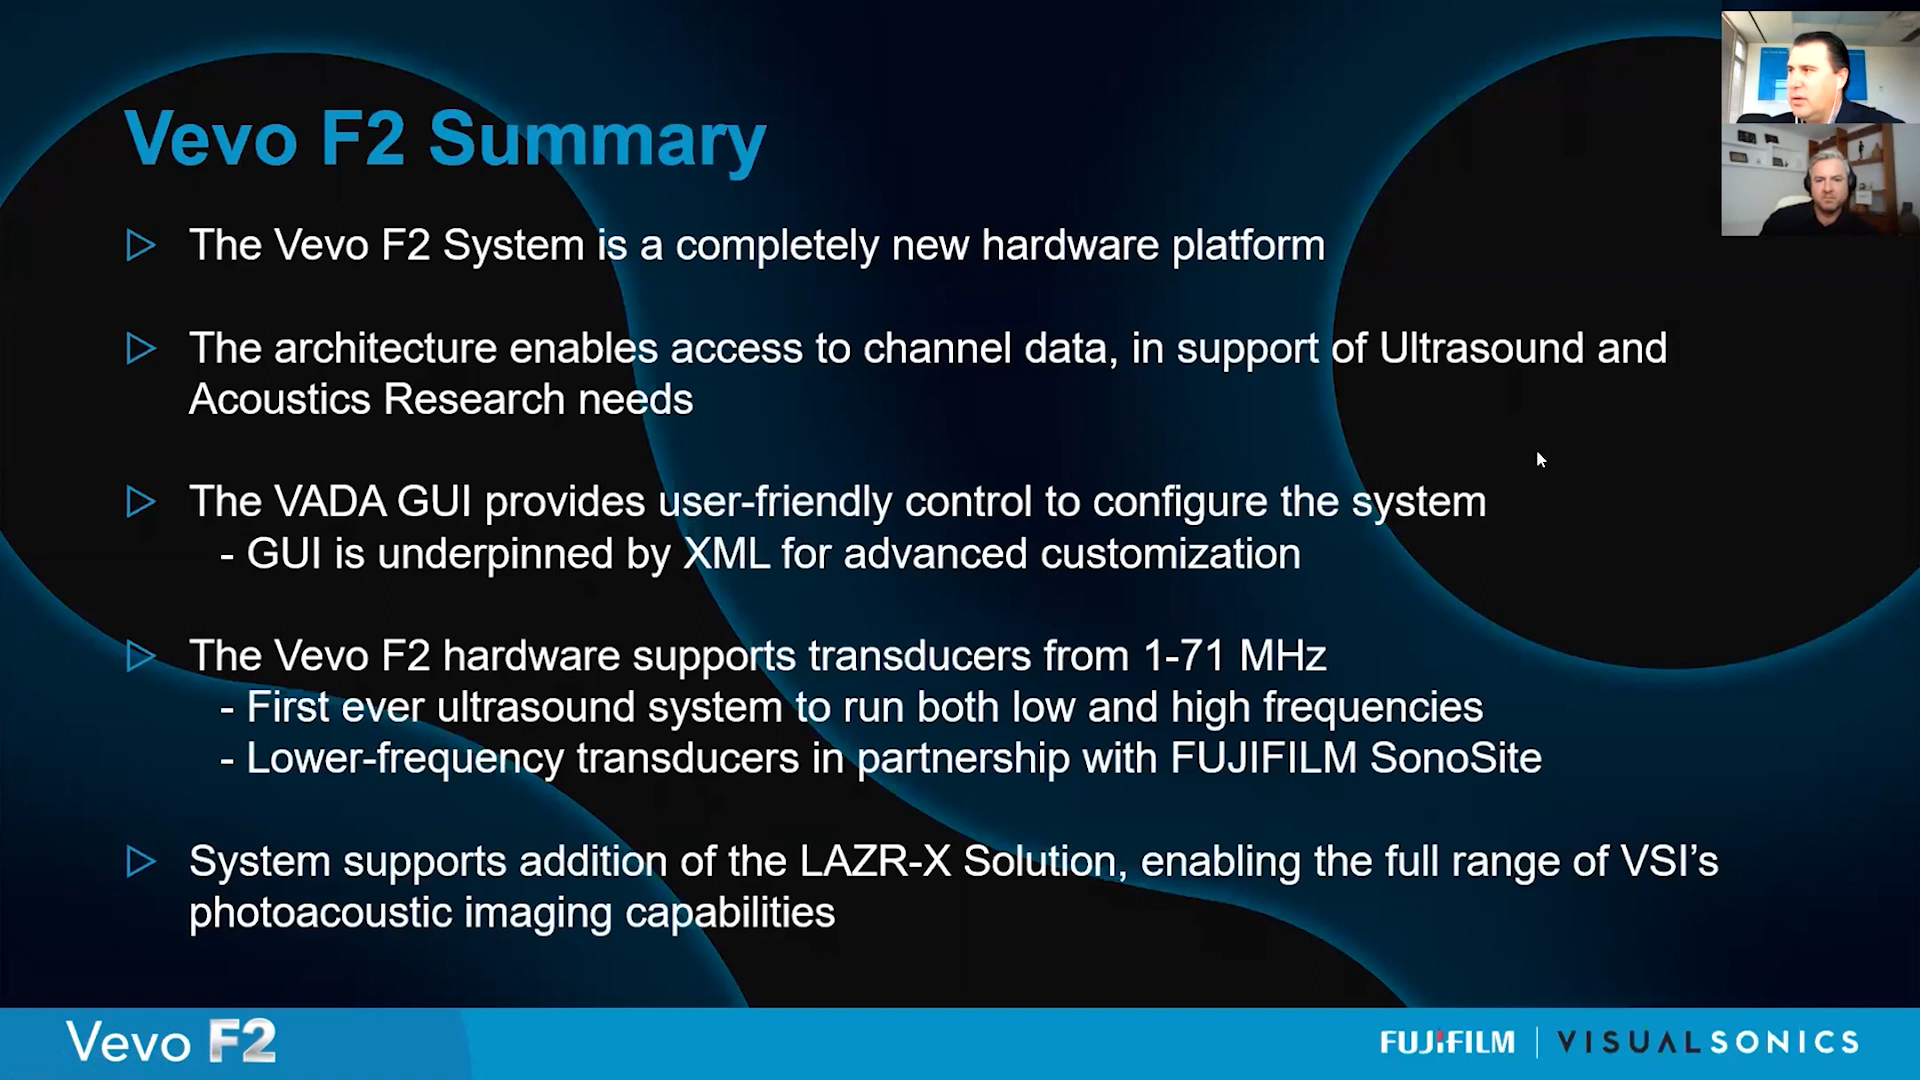 Vevo F2 Summary
The Vevo F2 System is a completely new hardware platform
The architecture enables access to channel data, in support of Ultrasound and
Acoustics Research needs
The VADA GUI provides user-friendly control to configure the system
- GUI is underpinned by XML for advanced customization
The Vevo F2 hardware supports transducers from 1-71 MHz
- First ever ultrasound system to run both low and high frequencies
- Lower-frequency transducers in partnership with FUJIFILM SonoSite
System supports addition of the LAZR-X Solution, enabling the full range of VSI’s
photoacoustic imaging capabilities
Vevo F2
FUJIFILM | VISUALSONICS